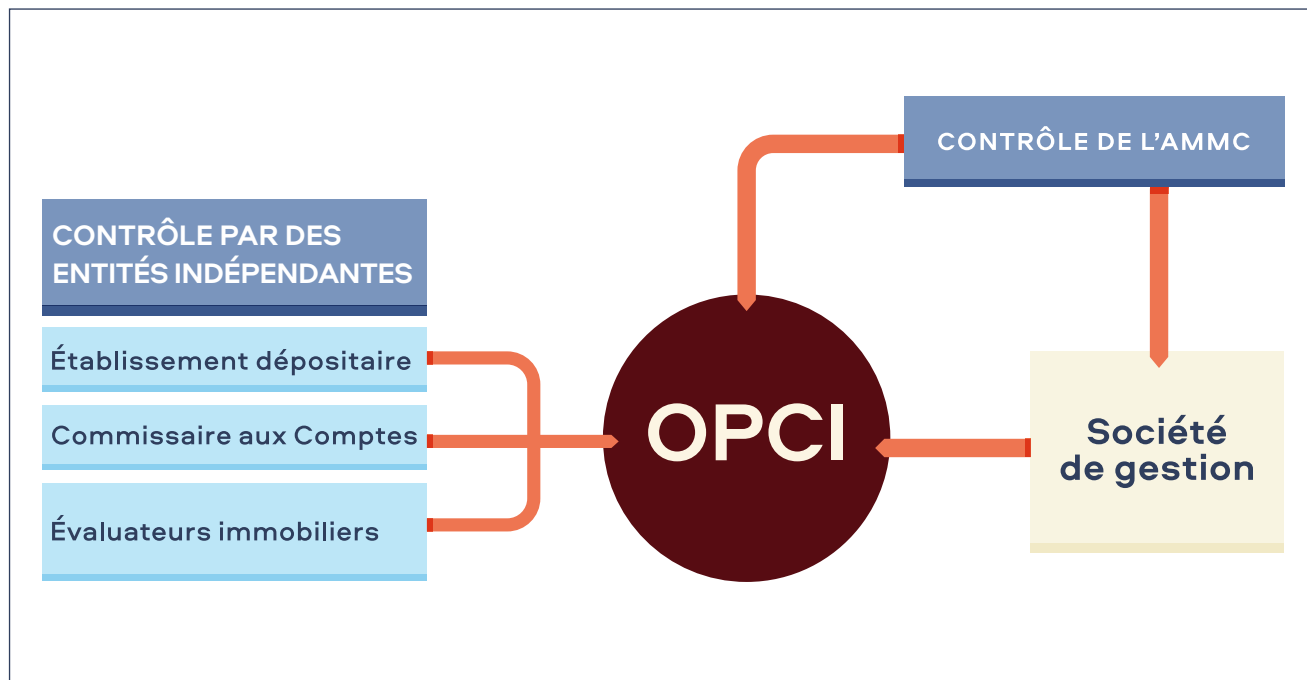 CONTRÔLE DE L'AMMC
CONTRÔLE PAR DES
ENTITÉS INDÉPENDANTES
Établissement dépositaire
Commissaire aux Comptes
Évaluateurs immobiliers
OPCI
Société
de gestion